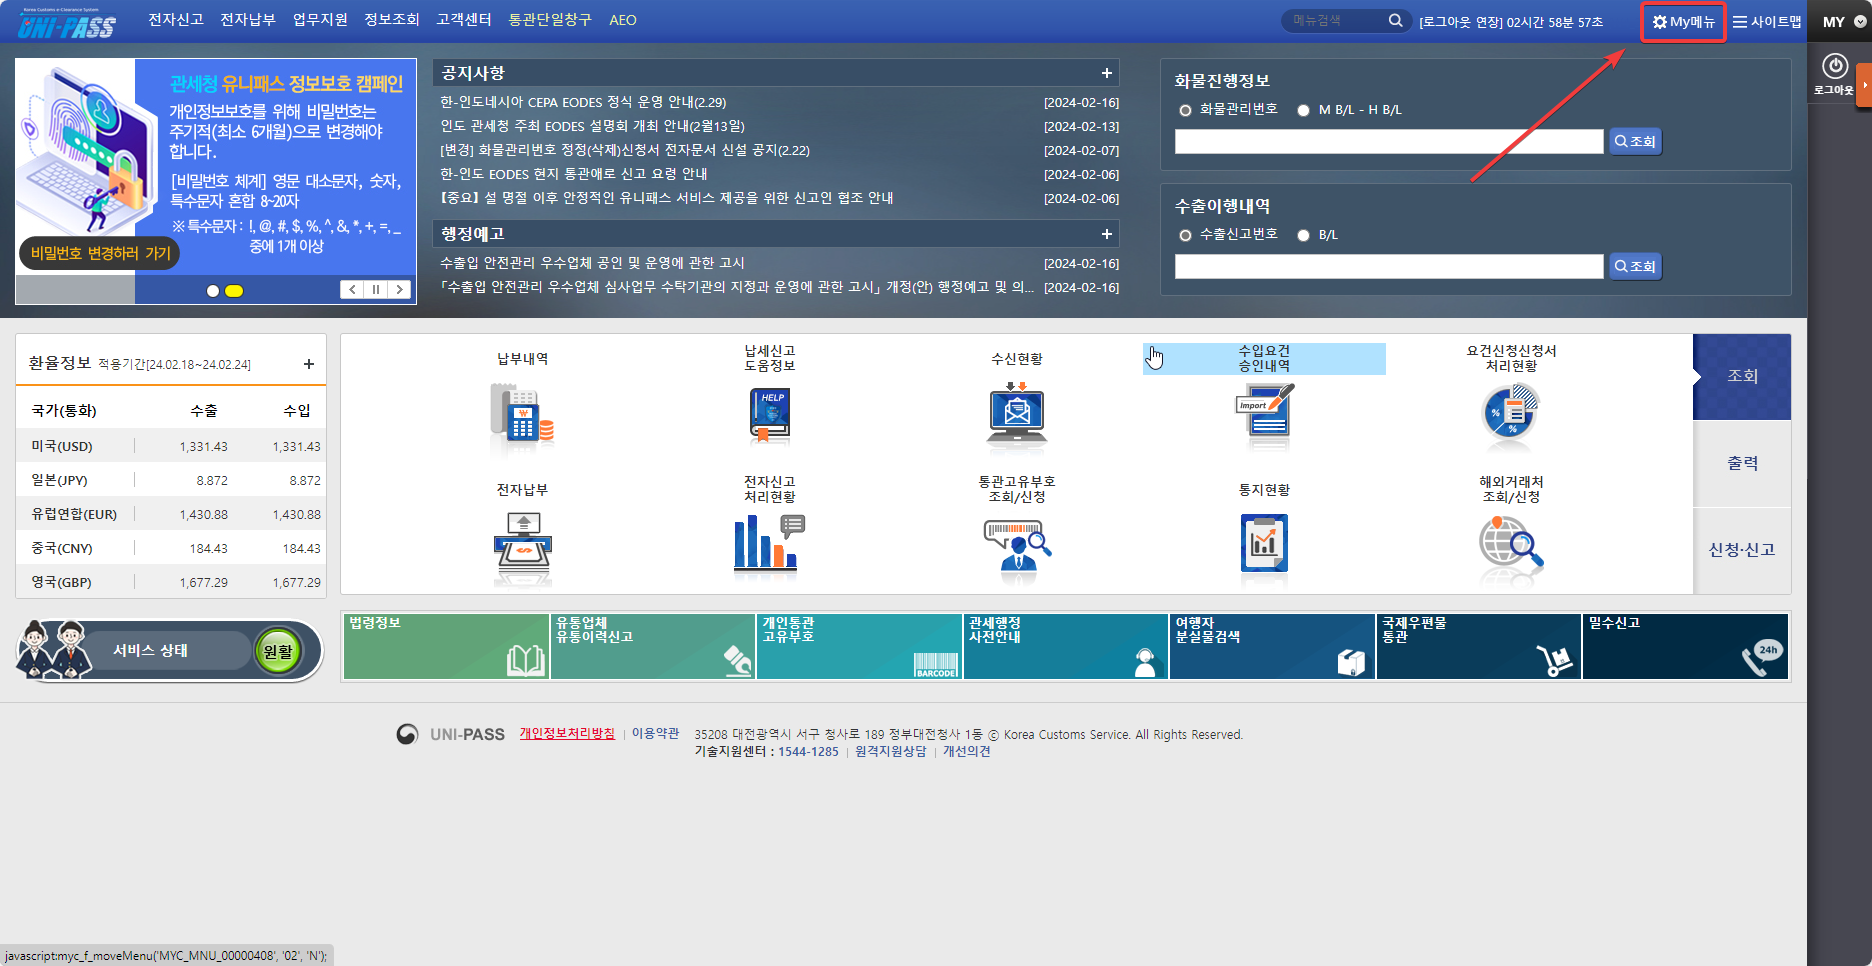 Korea Customs e-Clearance System
UNI-PASS
전자신고 전자납부 업무지원 정보조회 고객센터 통관단일창구 AEO
메뉴검색
[로그아웃 연장] 02시간 58분 57초
My메뉴
사이트맵
MY
로그아웃
관세청 유니패스 정보보호 캠페인
개인정보보호를 위해 비밀번호는
주기적(최소 6개월)으로 변경해야
합니다.
[비밀번호 체계] 영문 대소문자, 숫자,
특수문자 혼합 8~20자
※ 특수문자 : !, @, #, $, %, ^, &, *, +, =, _
중에 1개 이상
비밀번호 변경하러 가기
공지사항
한-인도네시아 CEPA EODES 정식 운영 안내(2.29) [2024-02-16]
인도 관세청 주최 EODES 설명회 개최 안내(2월13일) [2024-02-13]
[변경] 화물관리번호 정정(삭제)신청서 전자문서 신설 공지(2.22) [2024-02-07]
한-인도 EODES 현지 통관애로 신고 요령 안내 [2024-02-06]
【중요】 설 명절 이후 안정적인 유니패스 서비스 제공을 위한 신고인 협조 안내 [2024-02-06]
행정예고
수출입 안전관리 우수업체 공인 및 운영에 관한 고시 [2024-02-16]
「수출입 안전관리 우수업체 심사업무 수탁기관의 지정과 운영에 관한 고시」 개정(안) 행정예고 및 의... [2024-02-16]
화물진행정보
화물관리번호 M B/L - H B/L
조회
수출이행내역
수출신고번호 B/L
조회
환율정보 적용기간[24.02.18~24.02.24]
국가(통화) 수출 수입
미국(USD) 1,331.43 1,331.43
일본(JPY) 8.872 8.872
유럽연합(EUR) 1,430.88 1,430.88
중국(CNY) 184.43 184.43
영국(GBP) 1,677.29 1,677.29
서비스 상태
원활
납부내역
납세신고
도움정보
HELP
수신현황
수입요건
승인내역
Import
요건신청신청서
처리현황
% %
전자납부
전자신고
처리현황
통관고유부호
조회/신청
통지현황
해외거래처
조회/신청
조회
출력
신청·신고
법령정보
유통업체
유통이력신고
개인통관
고유부호
BARCODE
관세행정
사전안내
여행자
분실물검색
국제우편물
통관
밀수신고
24h
UNI-PASS
개인정보처리방침 | 이용약관
35208 대전광역시 서구 청사로 189 정부대전청사 1동 ⓒ Korea Customs Service. All Rights Reserved.
기술지원센터 : 1544-1285 | 원격지원상담 | 개선의견
javascript:myc_f_moveMenu('MYC_MNU_00000408', '02', 'N');